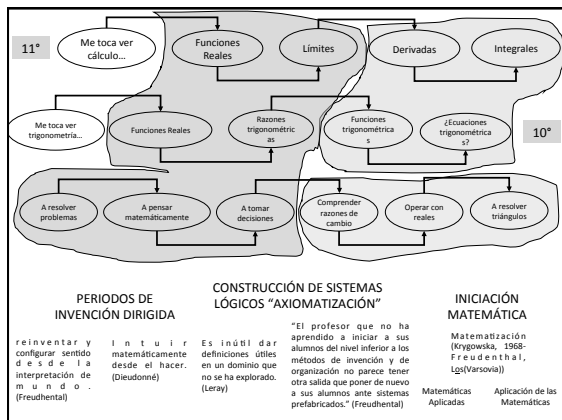 11°
Me toca ver
cálculo...
Funciones
Reales
Límites
Derivadas
Integrales
Me toca ver
trigonometría...
Funciones Reales
Razones
trigonométric
as
Funciones
trigonométrica
s
¿Ecuaciones
trigonométrica
s?
10°
A resolver
problemas
A pensar
matemáticamente
A tomar
decisiones
Comprender
razones de
cambio
Operar con
reales
A resolver
triángulos
PERIODOS DE
INVENCIÓN DIRIGIDA
CONSTRUCCIÓN DE SISTEMAS
LÓGICOS “AXIOMATIZACIÓN”
INICIACIÓN
MATEMÁTICA
reinventar y
configurar sentido
desde la
interpretación de
mundo.
(Freudhental)
Intuir
matemáticamente
desde el hacer.
(Dieudonné)
Es inútil dar
definiciones útiles
en un dominio que
no se ha explorado.
(Leray)
“El profesor que no ha
aprendido a iniciar a sus
alumnos del nivel inferior a los
métodos de invención y de
organización no parece tener
otra salida que poner de nuevo
a sus alumnos ante sistemas
prefabricados.” (Freudhental)
Matematización
(Krygowska, 1968-
Freudenthal,
Los(Varsovia))
Matemáticas
Aplicadas
Aplicación de las
Matemáticas